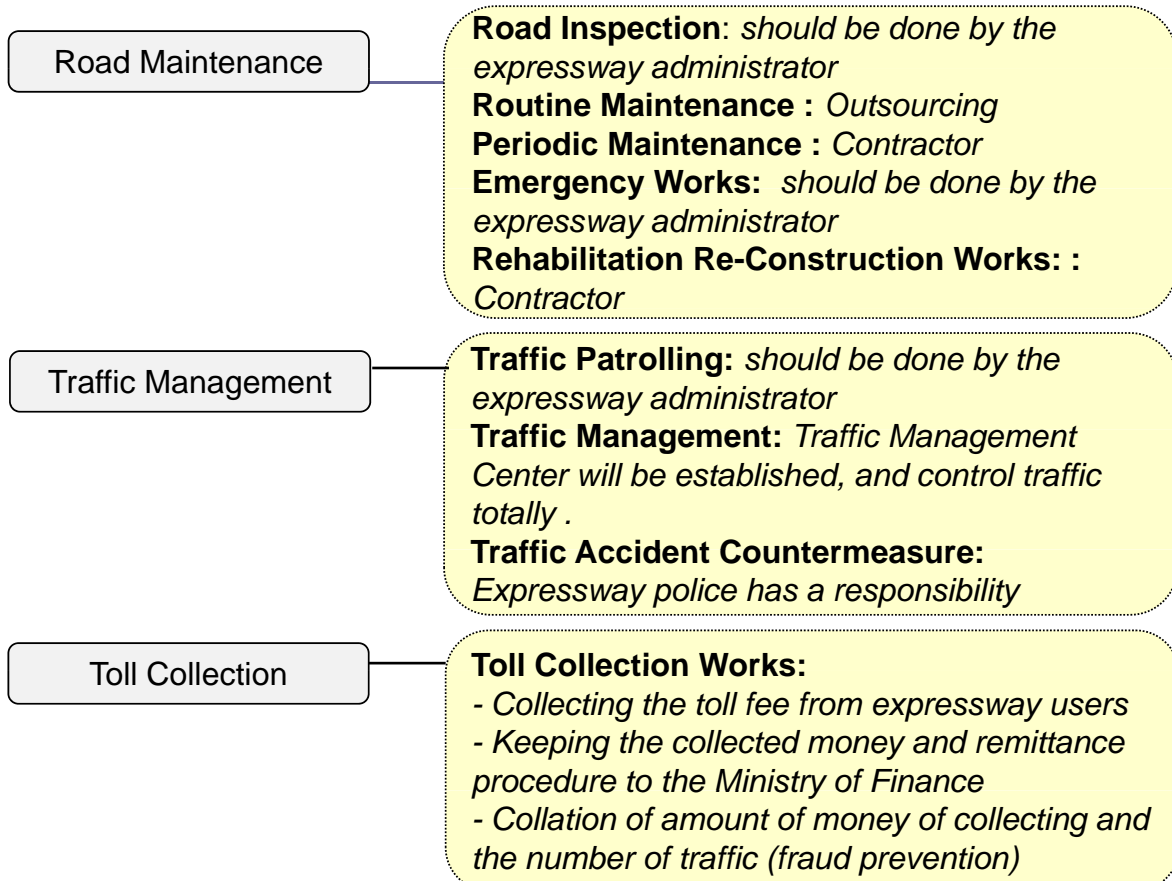 Road Maintenance
Road Inspection: should be done by the
expressway administrator
Routine Maintenance : Outsourcing
Periodic Maintenance : Contractor
Emergency Works:  should be done by the
expressway administrator
Rehabilitation Re-Construction Works: :
Contractor
Traffic Management
Traffic Patrolling: should be done by the
expressway administrator
Traffic Management: Traffic Management
Center will be established, and control traffic
totally .
Traffic Accident Countermeasure:
Expressway police has a responsibility
Toll Collection
Toll Collection Works:
- Collecting the toll fee from expressway users
- Keeping the collected money and remittance
procedure to the Ministry of Finance
- Collation of amount of money of collecting and
the number of traffic (fraud prevention)